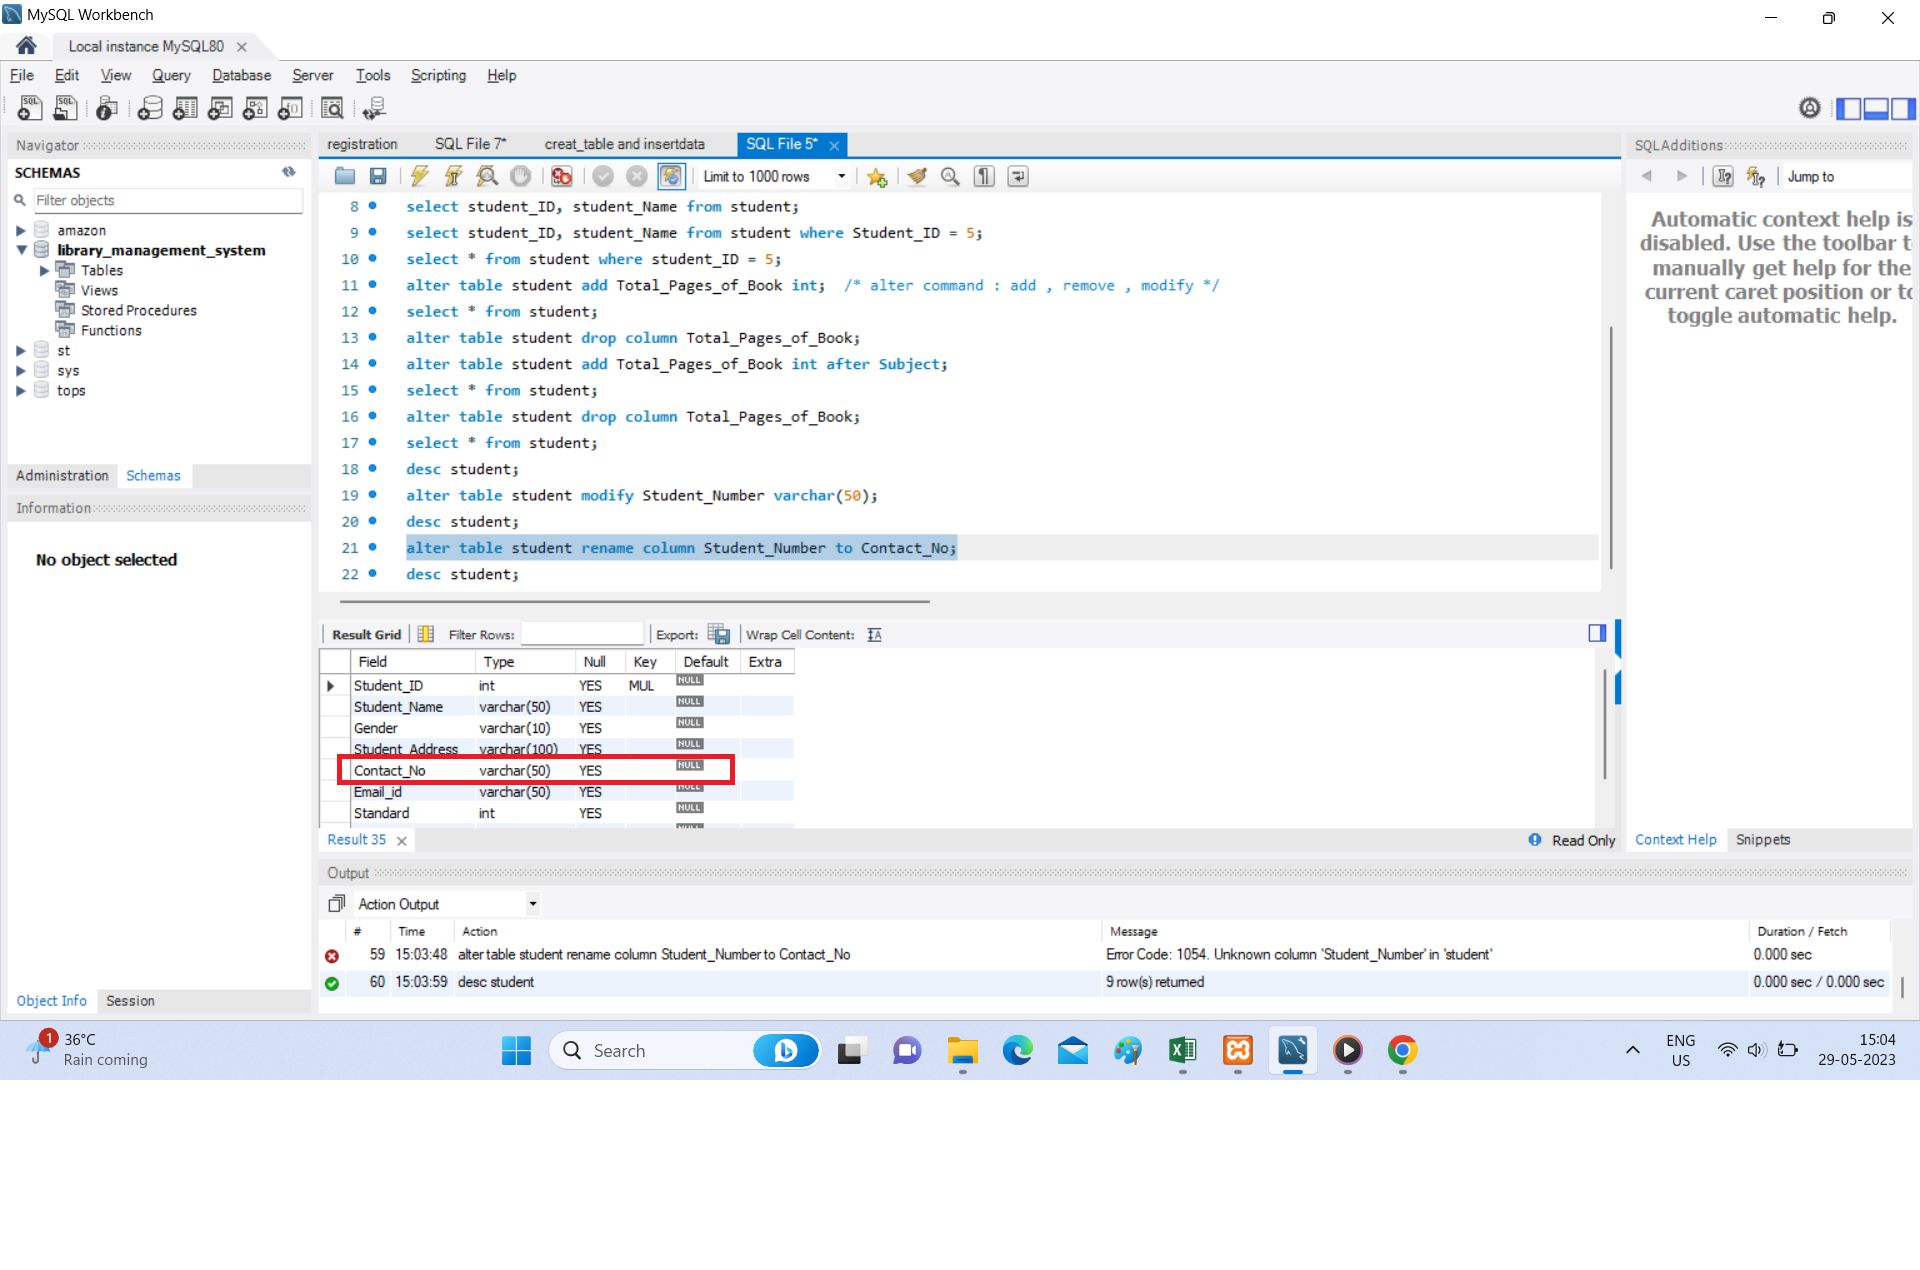 MySQL Workbench
Local instance MySQL80
File Edit View Query Database Server Tools Scripting Help
Navigator
SCHEMAS
Filter objects
amazon
library_management_system
Tables
Views
Stored Procedures
Functions
st
sys
tops
Administration Schemas
Information
No object selected
Object Info Session
registration SQL File 7* creat_table and insertdata SQL File 5*
Limit to 1000 rows
8 select student_ID, student_Name from student;
9 select student_ID, student_Name from student where Student_ID = 5;
10 select * from student where student_ID = 5;
11 alter table student add Total_Pages_of_Book int; /* alter command : add , remove , modify */
12 select * from student;
13 alter table student drop column Total_Pages_of_Book;
14 alter table student add Total_Pages_of_Book int after Subject;
15 select * from student;
16 alter table student drop column Total_Pages_of_Book;
17 select * from student;
18 desc student;
19 alter table student modify Student_Number varchar(50);
20 desc student;
21 alter table student rename column Student_Number to Contact_No;
22 desc student;
Result Grid Filter Rows: Export: Wrap Cell Content:
Field Type Null Key Default Extra
Student_ID int YES MUL NULL
Student_Name varchar(50) YES NULL
Gender varchar(10) YES NULL
Student_Address varchar(100) YES NULL
Contact_No varchar(50) YES NULL
Email_id varchar(50) YES NULL
Standard int YES NULL
NULL
Result 35 Read Only
SQLAdditions
Jump to
Automatic context help is
disabled. Use the toolbar t
manually get help for the
current caret position or to
toggle automatic help.
Context Help Snippets
Output
Action Output
# Time Action Message Duration / Fetch
59 15:03:48 alter table student rename column Student_Number to Contact_No Error Code: 1054. Unknown column 'Student_Number' in 'student' 0.000 sec
60 15:03:59 desc student 9 row(s) returned 0.000 sec / 0.000 sec
1
36°C
Rain coming
Search
ENG
US
15:04
29-05-2023